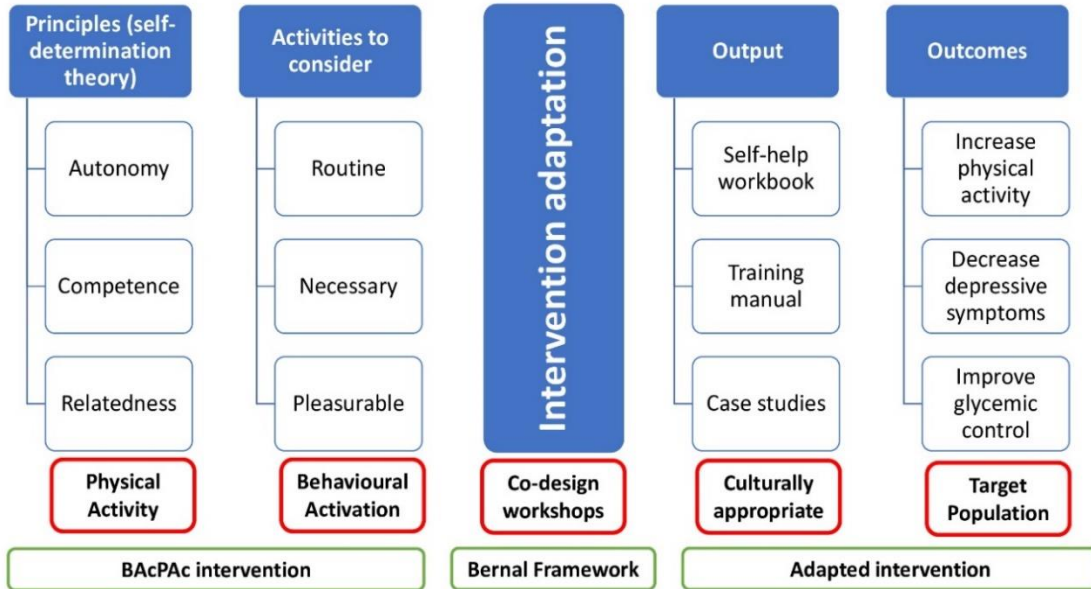 Principles (self-
determination
theory)
Autonomy
Competence
Relatedness
Physical
Activity
Activities to
consider
Routine
Necessary
Pleasurable
Behavioural
Activation
BAcPAc intervention
Intervention adaptation
Co-design
workshops
Bernal Framework
Output
Self-help
workbook
Training
manual
Case studies
Culturally
appropriate
Outcomes
Increase
physical
activity
Decrease
depressive
symptoms
Improve
glycemic
control
Target
Population
Adapted intervention